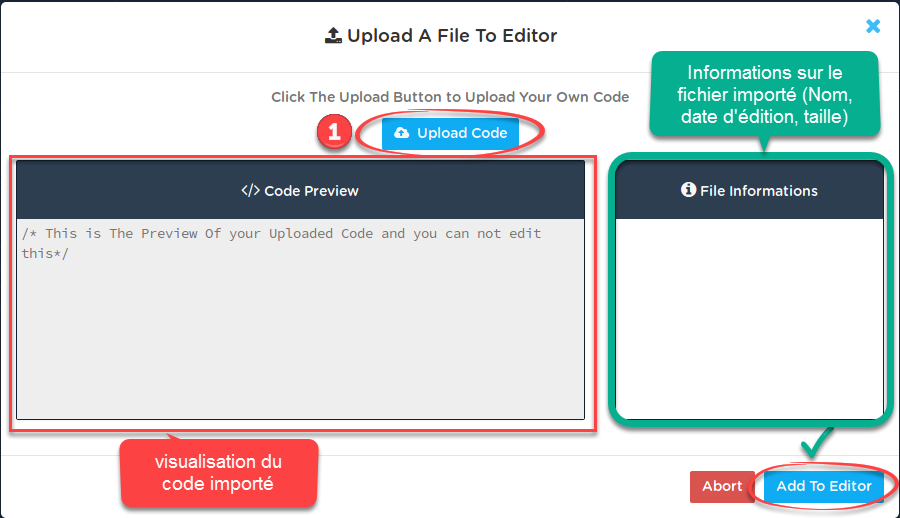 Upload A File To Editor
Informations sur le
fichier importé (Nom,
date d'édition, taille)
Click The Upload Button to Upload Your Own Code
1
Upload Code
</> Code Preview
File Informations
/* This is The Preview Of your Uploaded Code and you can not edit
this*/
visualisation du
code importé
Abort
Add To Editor